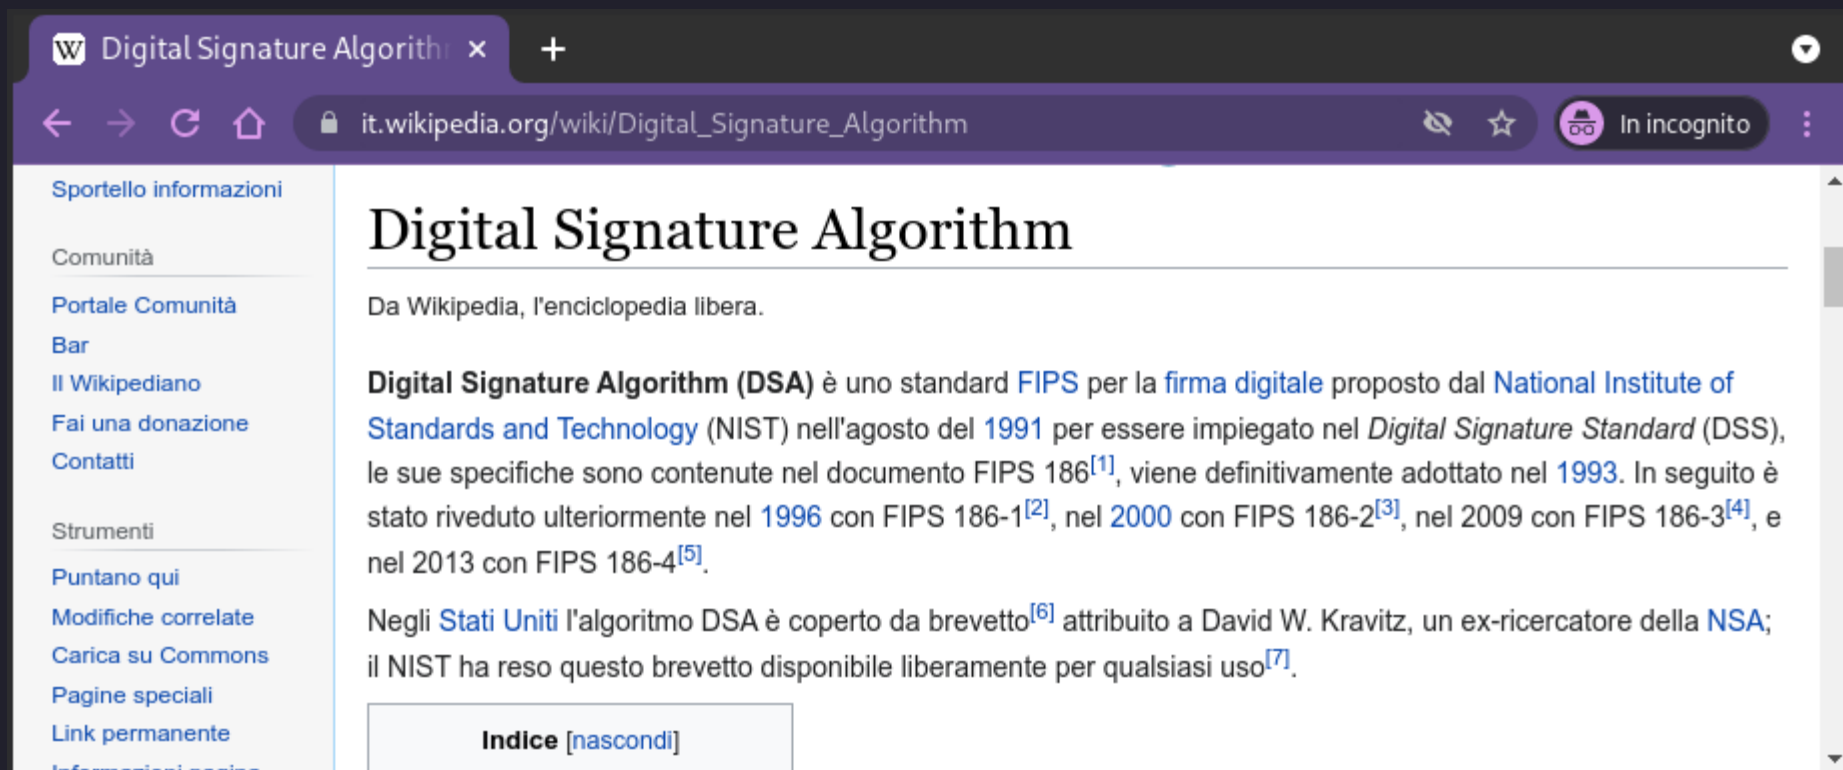 Digital Signature Algorith
it.wikipedia.org/wiki/Digital_Signature_Algorithm
In incognito
Sportello informazioni
Comunità
Portale Comunità
Bar
Il Wikipediano
Fai una donazione
Contatti
Strumenti
Puntano qui
Modifiche correlate
Carica su Commons
Pagine speciali
Link permanente
Digital Signature Algorithm
Da Wikipedia, l'enciclopedia libera.
Digital Signature Algorithm (DSA) è uno standard FIPS per la firma digitale proposto dal National Institute of
Standards and Technology (NIST) nell'agosto del 1991 per essere impiegato nel Digital Signature Standard (DSS),
le sue specifiche sono contenute nel documento FIPS 186[1], viene definitivamente adottato nel 1993. In seguito è
stato riveduto ulteriormente nel 1996 con FIPS 186-1[2], nel 2000 con FIPS 186-2[3], nel 2009 con FIPS 186-3[4], e
nel 2013 con FIPS 186-4[5].
Negli Stati Uniti l'algoritmo DSA è coperto da brevetto[6] attribuito a David W. Kravitz, un ex-ricercatore della NSA;
il NIST ha reso questo brevetto disponibile liberamente per qualsiasi uso[7].
Indice [nascondi]